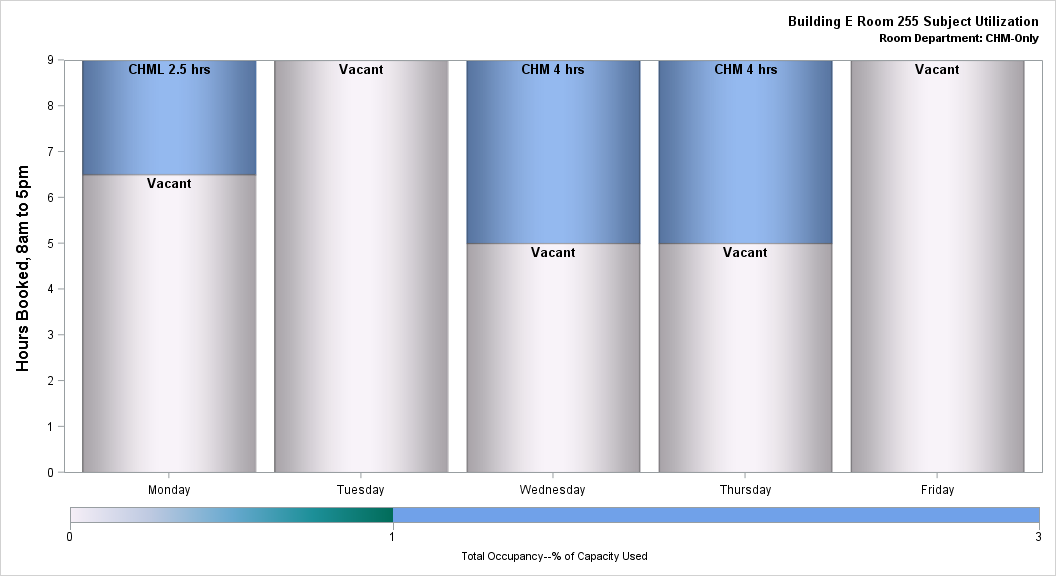 Building E Room 255 Subject Utilization
Room Department: CHM-Only
Hours Booked, 8am to 5pm
9
8
7
6
5
4
3
2
1
0
CHML 2.5 hrs
Vacant
Vacant
CHM 4 hrs
Vacant
CHM 4 hrs
Vacant
Vacant
Monday
Tuesday
Wednesday
Thursday
Friday
0
1
3
Total Occupancy--% of Capacity Used